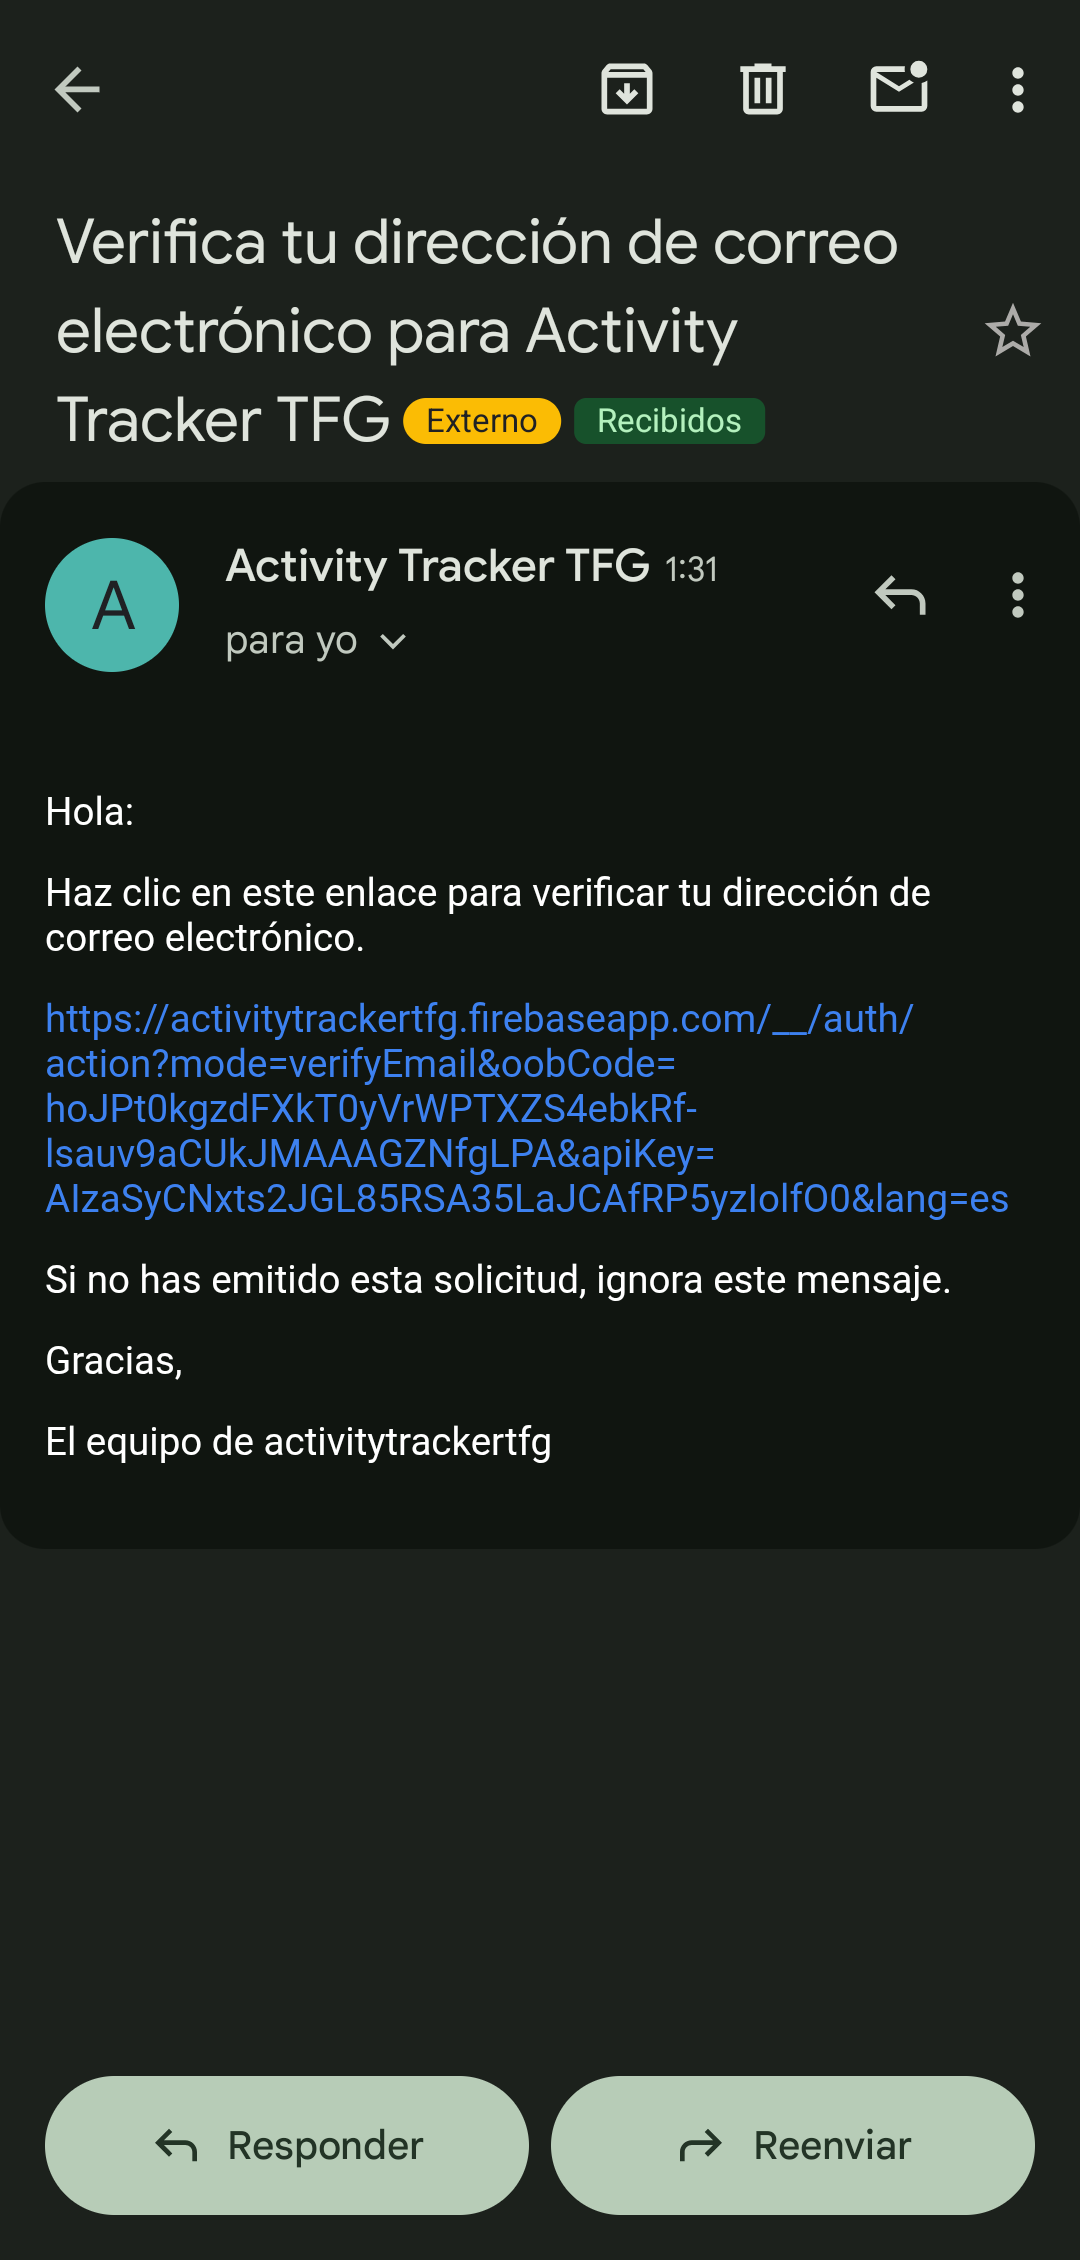 Verifica tu dirección de correo
electrónico para Activity
Tracker TFG Externo Recibidos
A
Activity Tracker TFG 1:31
para yo
Hola:
Haz clic en este enlace para verificar tu dirección de
correo electrónico.
https://activitytrackertfg.firebaseapp.com/__/auth/
action?mode=verifyEmail&oobCode=
hoJPt0kgzdFXkT0yVrWPTXZS4ebkRf-
lsauv9aCUkJMAAAGZNfgLPA&apiKey=
AIzaSyCNxts2JGL85RSA35LaJCAfRP5yzIolfO0&lang=es
Si no has emitido esta solicitud, ignora este mensaje.
Gracias,
El equipo de activitytrackertfg
Responder
Reenviar